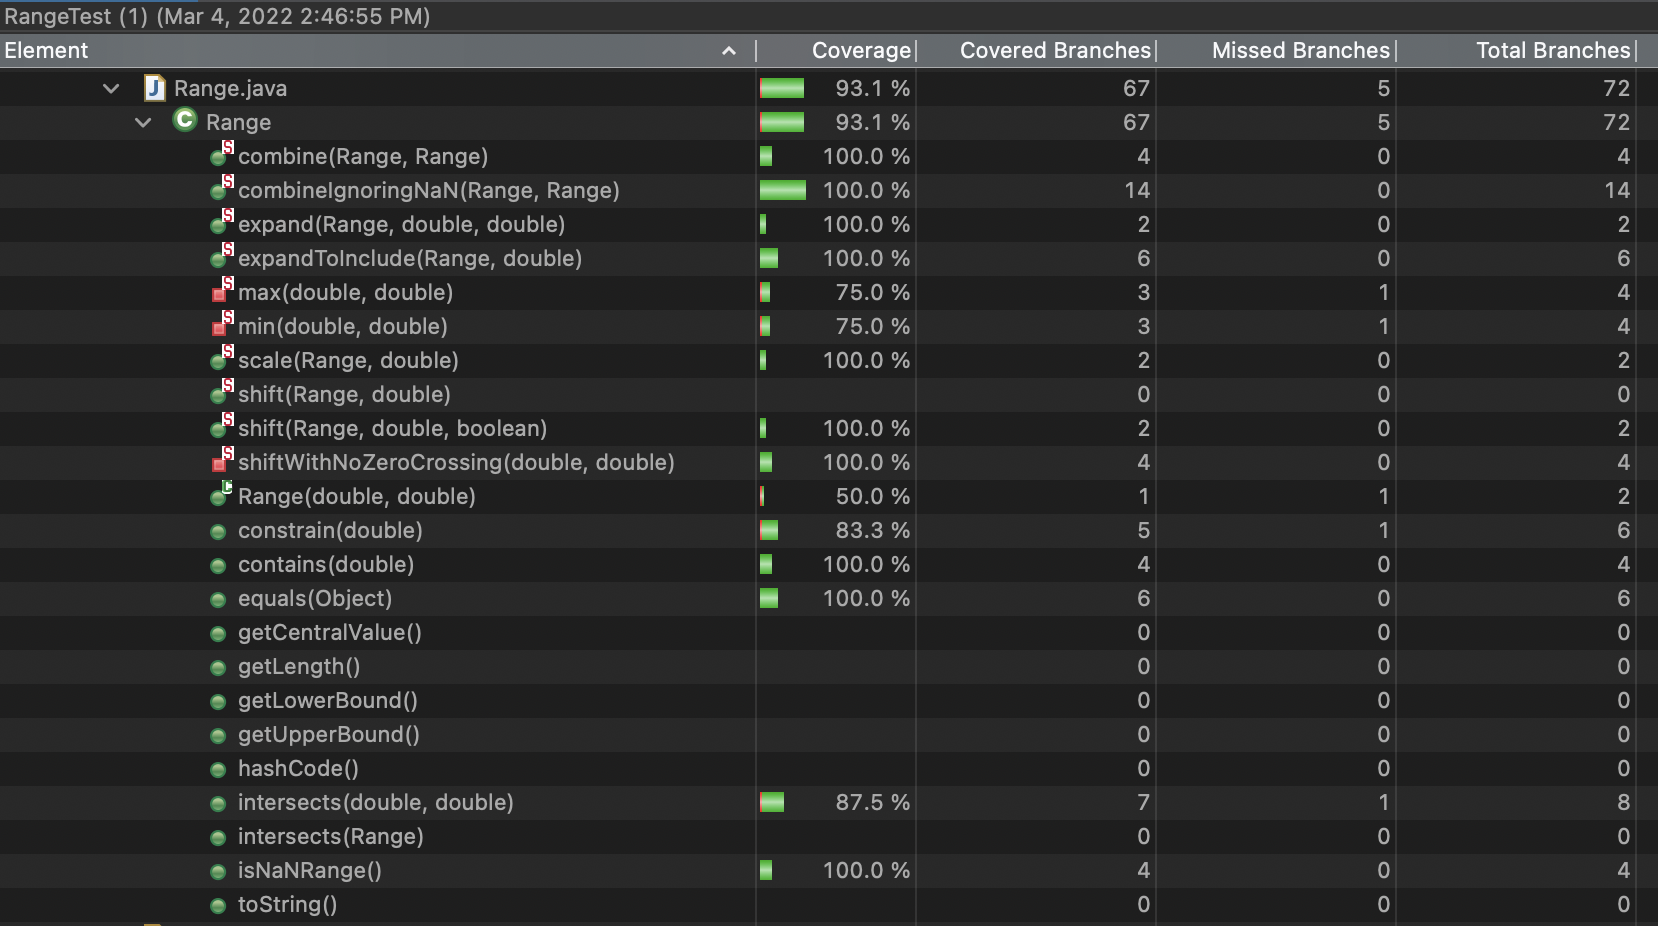 RangeTest (1) (Mar 4, 2022 2:46:55 PM)
Element Coverage Covered Branches Missed Branches Total Branches
J Range.java 93.1 % 67 5 72
C Range 93.1 % 67 5 72
S combine(Range, Range) 100.0 % 4 0 4
S combineIgnoringNaN(Range, Range) 100.0 % 14 0 14
S expand(Range, double, double) 100.0 % 2 0 2
S expandToInclude(Range, double) 100.0 % 6 0 6
S max(double, double) 75.0 % 3 1 4
S min(double, double) 75.0 % 3 1 4
S scale(Range, double) 100.0 % 2 0 2
S shift(Range, double) 0 0 0
S shift(Range, double, boolean) 100.0 % 2 0 2
S shiftWithNoZeroCrossing(double, double) 100.0 % 4 0 4
C Range(double, double) 50.0 % 1 1 2
constrain(double) 83.3 % 5 1 6
contains(double) 100.0 % 4 0 4
equals(Object) 100.0 % 6 0 6
getCentralValue() 0 0 0
getLength() 0 0 0
getLowerBound() 0 0 0
getUpperBound() 0 0 0
hashCode() 0 0 0
intersects(double, double) 87.5 % 7 1 8
intersects(Range) 0 0 0
isNaNRange() 100.0 % 4 0 4
toString() 0 0 0